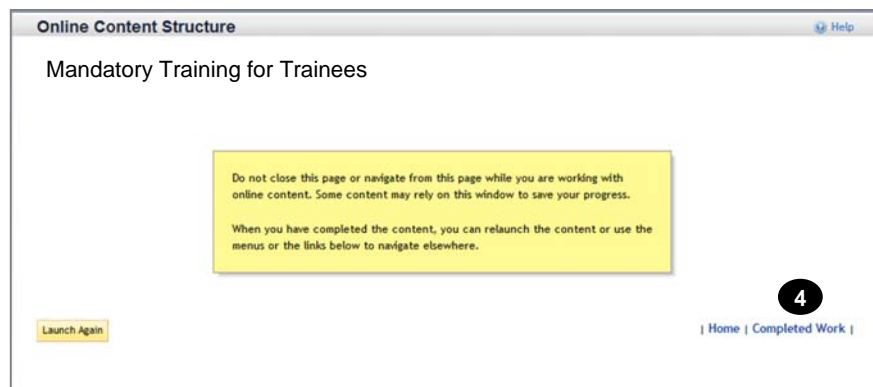 Online Content Structure
Help
Mandatory Training for Trainees
Do not close this page or navigate from this page while you are working with
online content. Some content may rely on this window to save your progress.
When you have completed the content, you can relaunch the content or use the
menus or the links below to navigate elsewhere.
4
Launch Again
| Home | Completed Work |